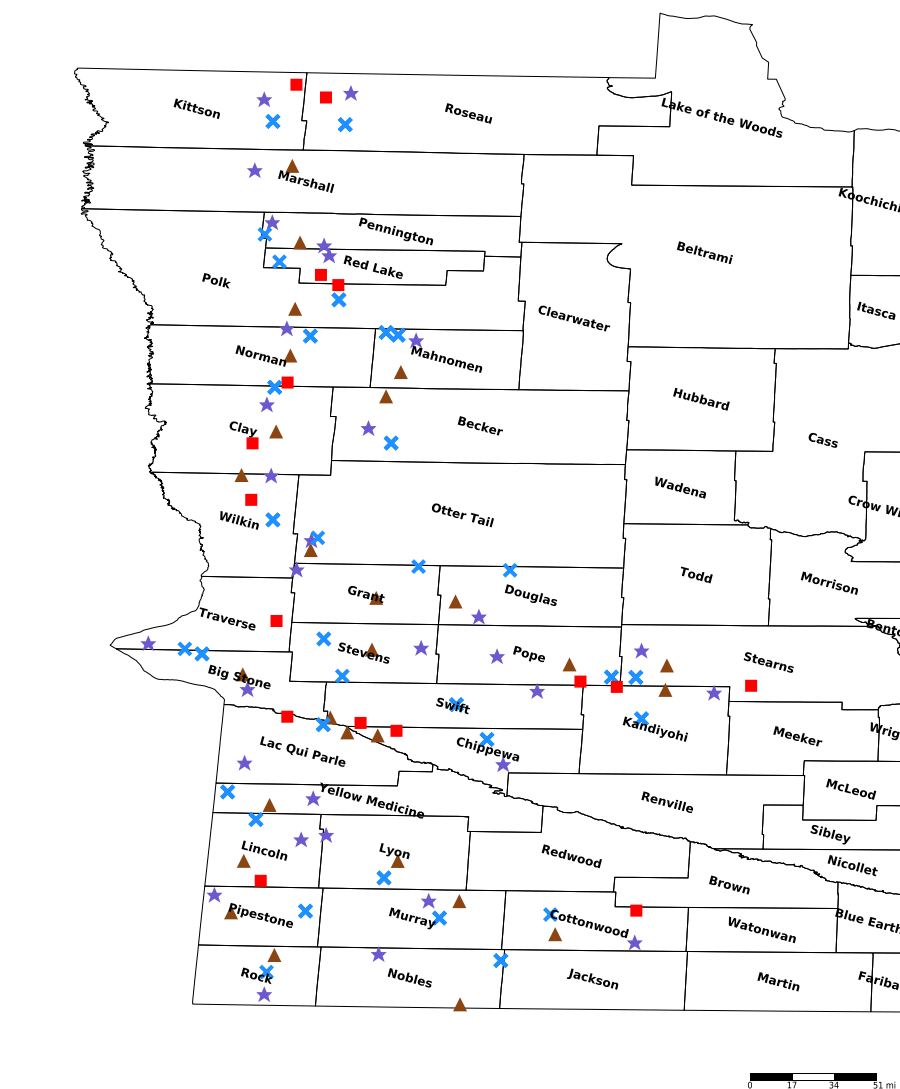 Kittson
Roseau
Lake of the Woods
Marshall
Koochichi
Pennington
Beltrami
Red Lake
Polk
Itasca
Clearwater
Norman
Mahnomen
Hubbard
Clay
Becker
Cass
Wadena
Crow Wi
Otter Tail
Wilkin
Todd
Morrison
Grant
Douglas
Traverse
Bento
Stevens
Pope
Stearns
Big Stone
Swift
Kandiyohi
Meeker
Wrig
Lac Qui Parle
Chippewa
McLeod
Yellow Medicine
Renville
Sibley
Lincoln
Lyon
Redwood
Nicollet
Brown
Pipestone
Murray
Cottonwood
Watonwan
Blue Earth
Rock
Nobles
Jackson
Martin
Fariba
0 17 34 51 mi